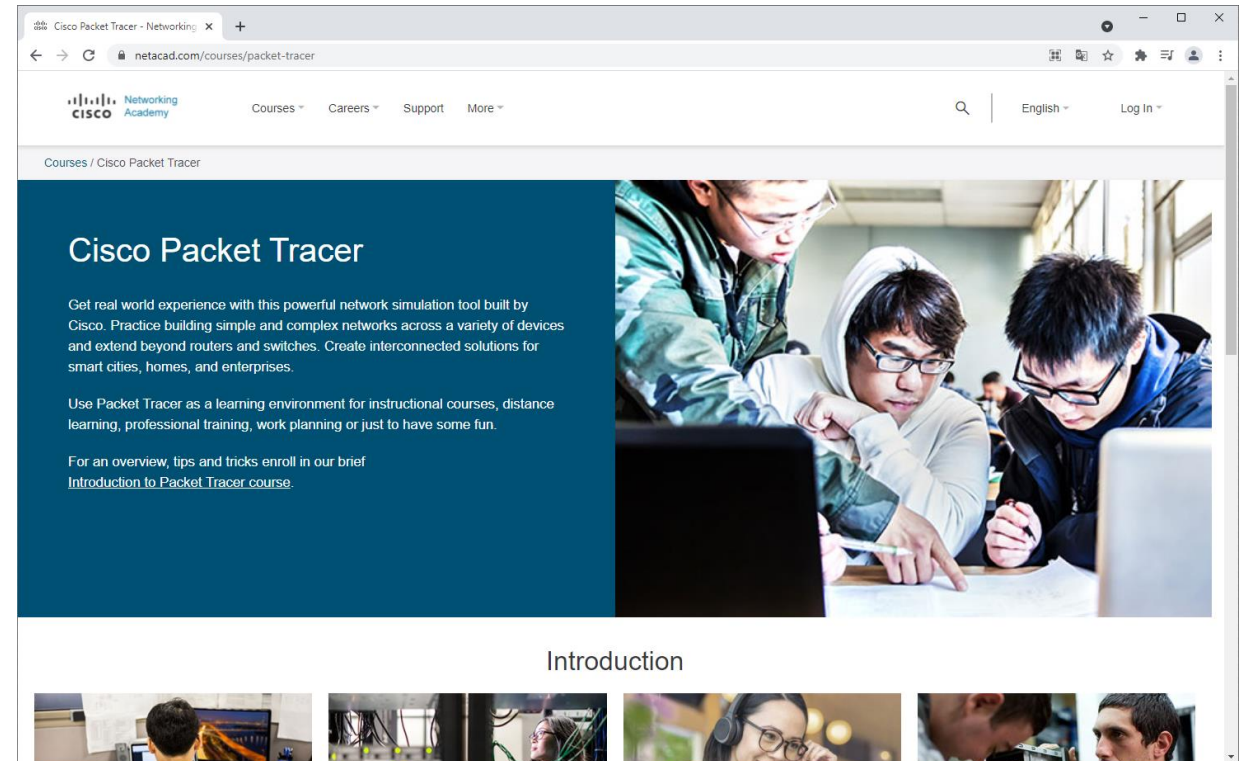 Cisco Packet Tracer - Networking
netacad.com/courses/packet-tracer
CISCO
Networking
Academy
Courses
Careers
Support
More
English
Log In
Courses / Cisco Packet Tracer
Cisco Packet Tracer
Get real world experience with this powerful network simulation tool built by
Cisco. Practice building simple and complex networks across a variety of devices
and extend beyond routers and switches. Create interconnected solutions for
smart cities, homes, and enterprises.
Use Packet Tracer as a learning environment for instructional courses, distance
learning, professional training, work planning or just to have some fun.
For an overview, tips and tricks enroll in our brief
Introduction to Packet Tracer course.
Introduction